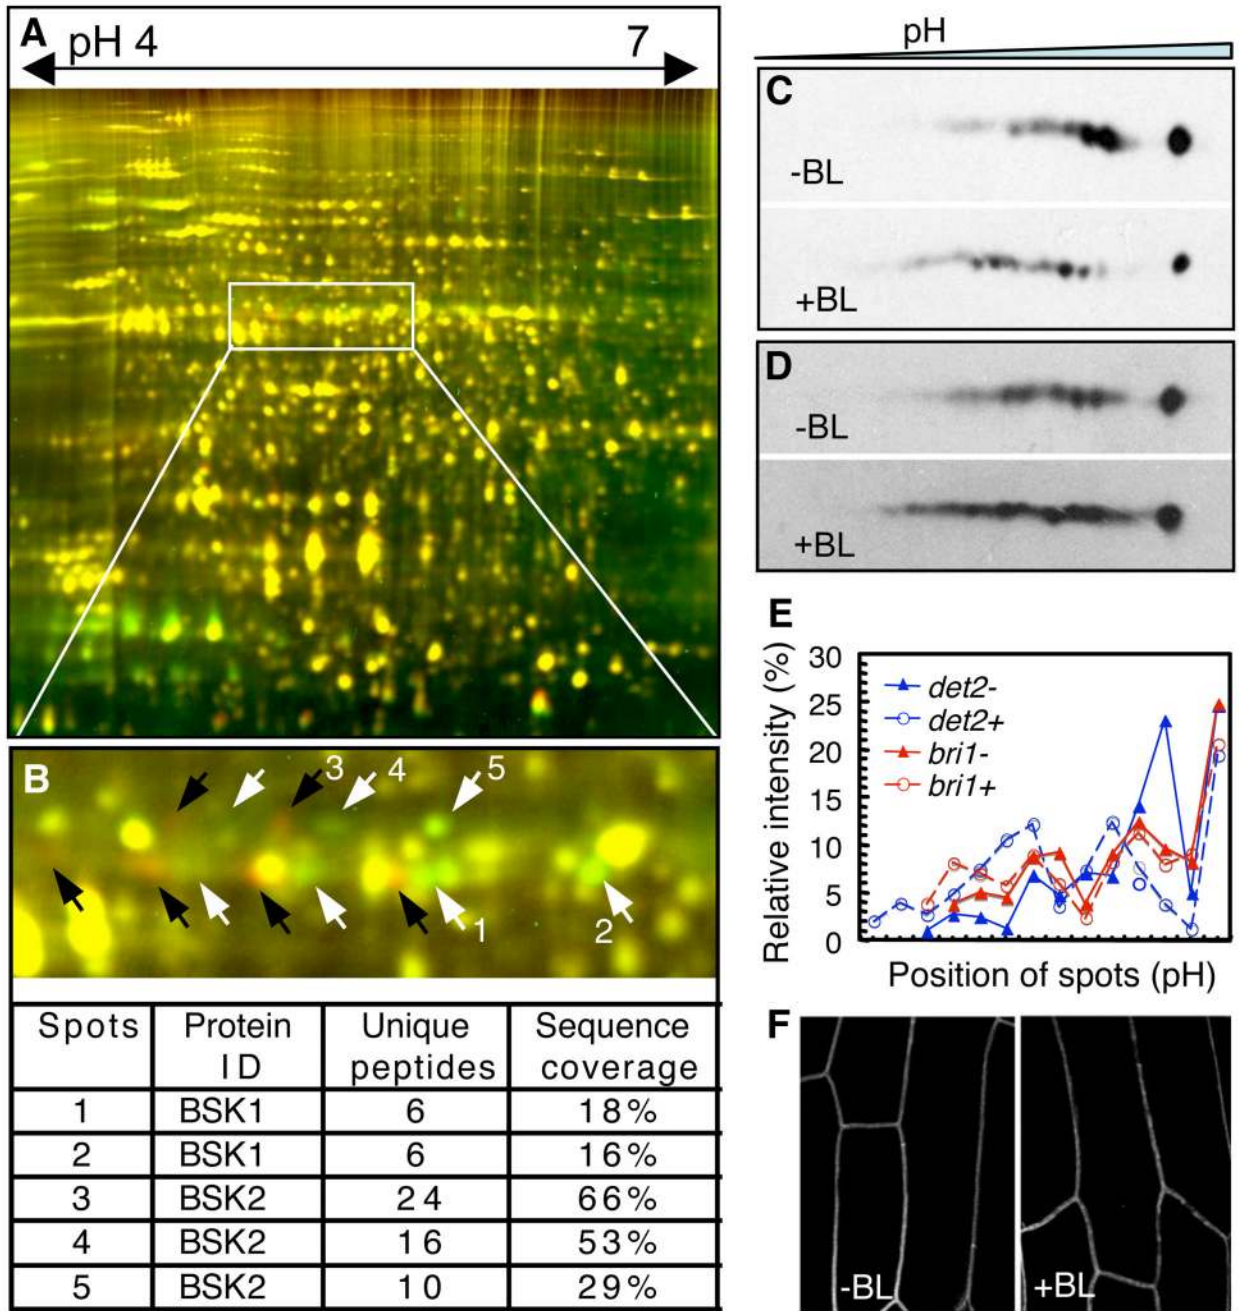 A pH 4 7
B
3 4 5
1 2
Spots Protein ID Unique peptides Sequence coverage
1 BSK1 6 18%
2 BSK1 6 16%
3 BSK2 24 66%
4 BSK2 16 53%
5 BSK2 10 29%
pH
C
-BL
+BL
D
-BL
+BL
E
Relative intensity (%)
30
25
20
15
10
5
0
det2-
det2+
bri1-
bri1+
Position of spots (pH)
F
-BL +BL